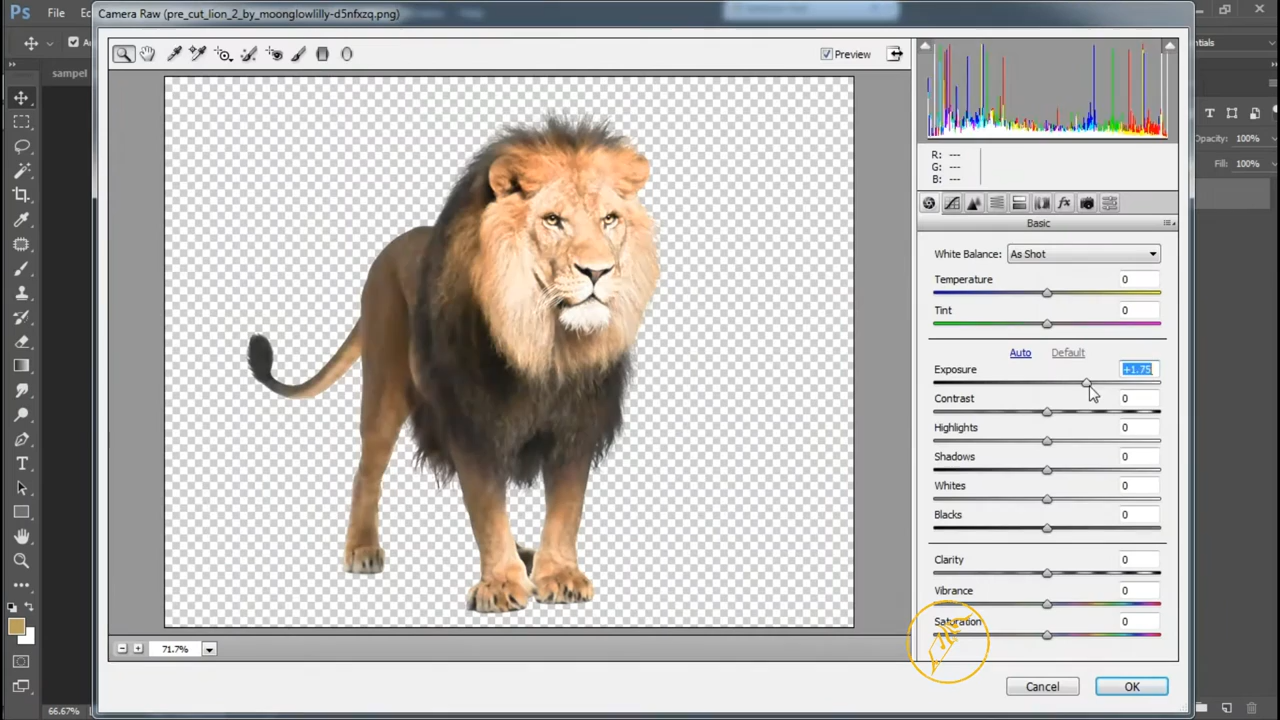 Ps File
Camera Raw (pre_cut_lion_2_by_moonglowlilly-d5nfxzq.png)
sampel
Preview
R: ---
G: ---
B: ---
Basic
White Balance: As Shot
Temperature 0
Tint 0
Auto Default
Exposure +1.75
Contrast 0
Highlights 0
Shadows 0
Whites 0
Blacks 0
Clarity 0
Vibrance 0
Saturation 0
71.7%
Cancel OK
66.67%
Opacity: 100%
Fill: 100%